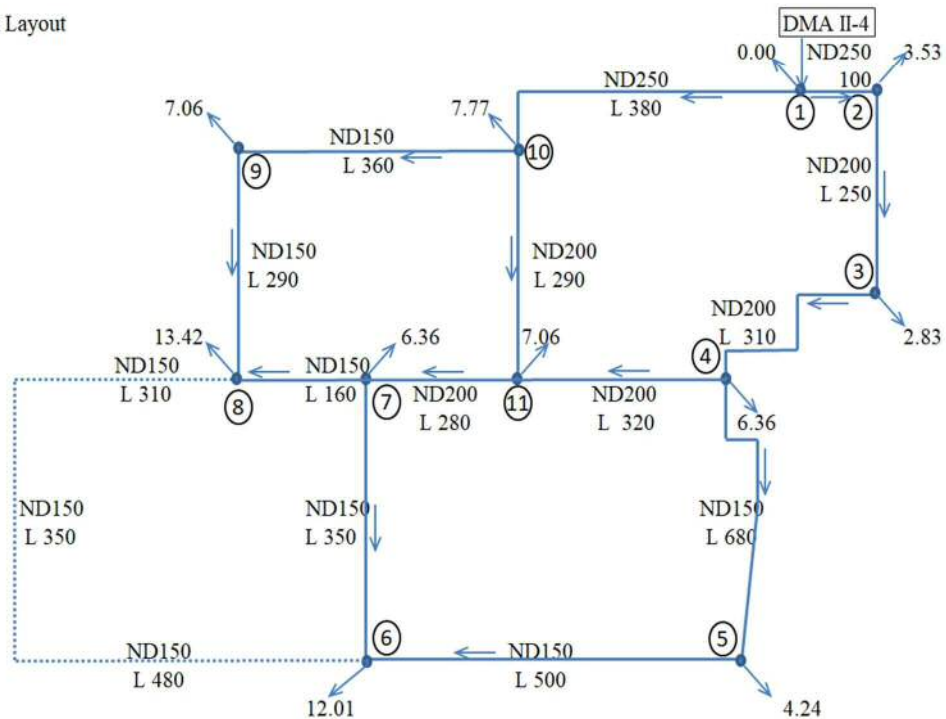 Layout
DMA II-4
0.00
ND250
3.53
ND250
L 380
100
1
2
7.06
7.77
ND150
L 360
9
10
ND200
L 250
ND150
L 290
ND200
L 290
3
ND200
L 310
2.83
13.42
6.36
7.06
4
ND150
L 310
ND150
L 160
8
7
ND200
L 280
11
ND200
L 320
6.36
ND150
L 350
ND150
L 350
ND150
L 680
6
5
ND150
L 480
ND150
L 500
12.01
4.24